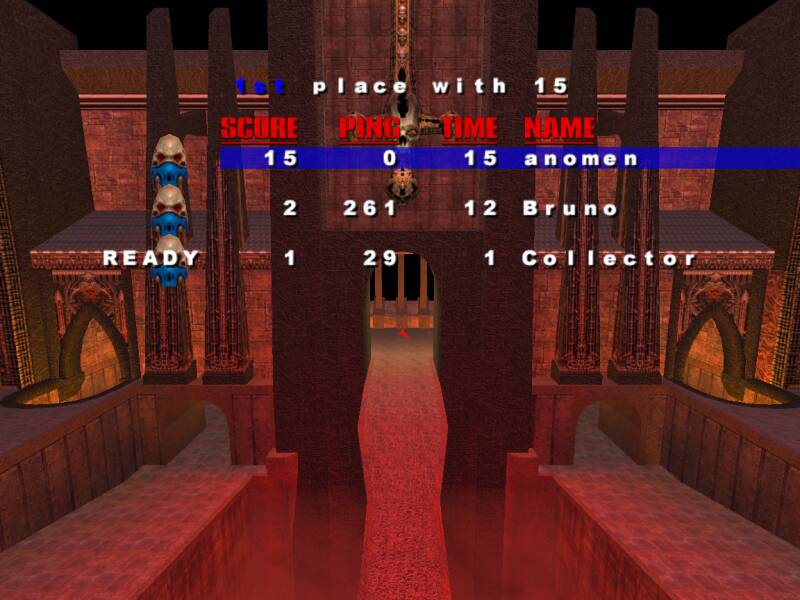 1st place with 15
SCORE PING TIME NAME
15 0 15 anomen
2 261 12 Bruno
READY 1 29 1 Collector